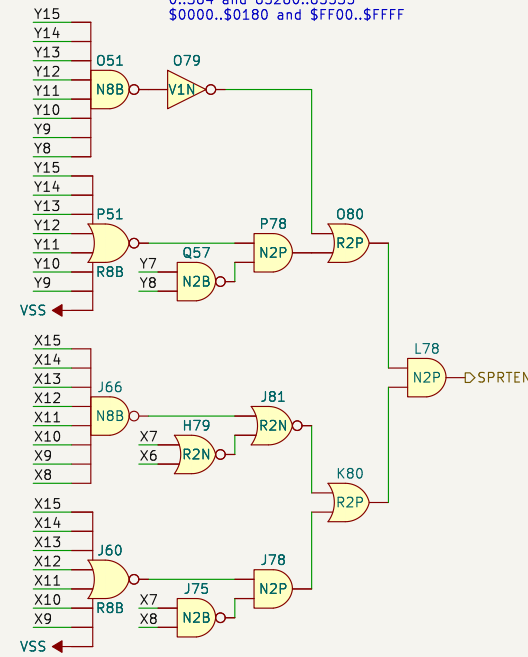 $0000..$0180 and $FF00..$FFFF
Y15
Y14
Y13
Y12
Y11
Y10
Y9
Y8
O51
N8B
O79
V1N
Y15
Y14
Y13
Y12
Y11
Y10
Y9
VSS
P51
R8B
Y7
Y8
Q57
N2B
P78
N2P
O80
R2P
X15
X14
X13
X12
X11
X10
X9
X8
J66
N8B
X7
X6
H79
R2N
J81
R2N
L78
N2P
SPRTEN
K80
R2P
X15
X14
X13
X12
X11
X10
X9
VSS
J60
R8B
X7
X8
J75
N2B
J78
N2P